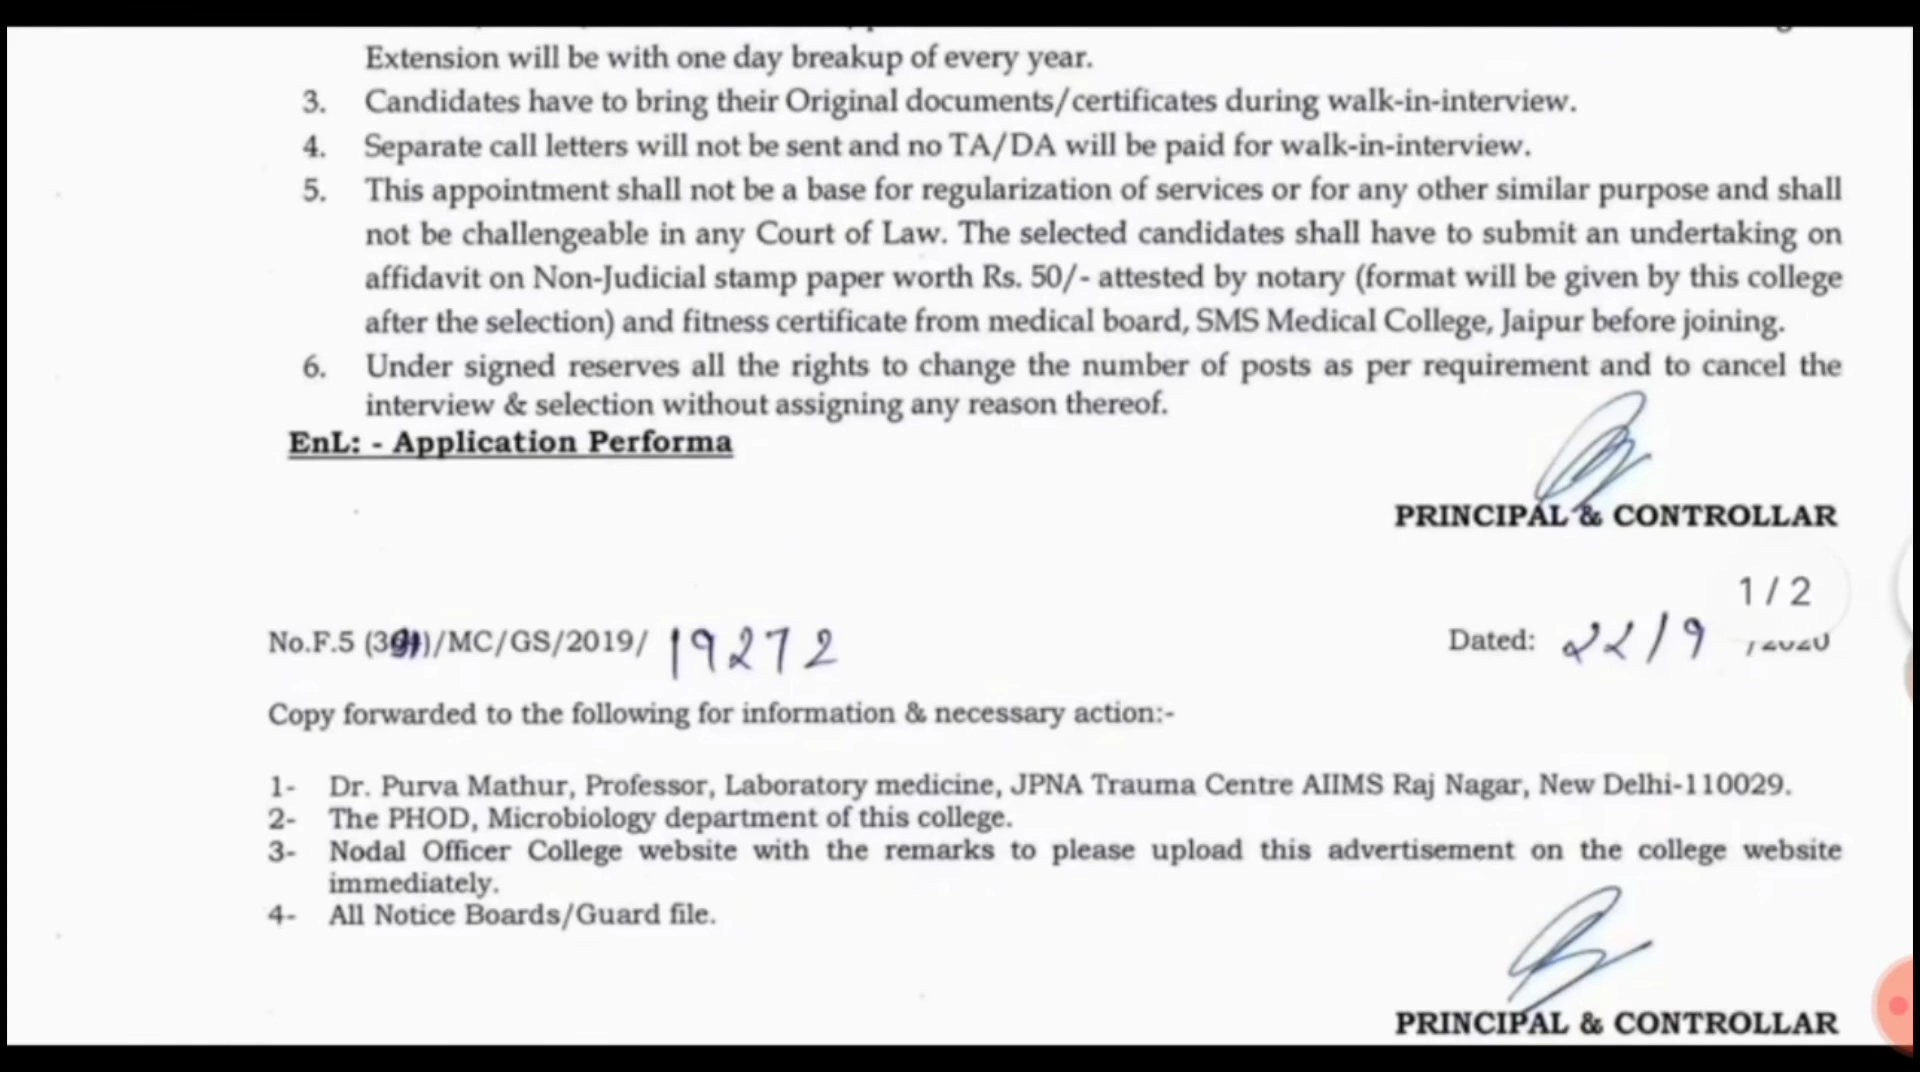 Extension will be with one day breakup of every year.
3. Candidates have to bring their Original documents/certificates during walk-in-interview.
4. Separate call letters will not be sent and no TA/DA will be paid for walk-in-interview.
5. This appointment shall not be a base for regularization of services or for any other similar purpose and shall
not be challengeable in any Court of Law. The selected candidates shall have to submit an undertaking on
affidavit on Non-Judicial stamp paper worth Rs. 50/- attested by notary (format will be given by this college
after the selection) and fitness certificate from medical board, SMS Medical College, Jaipur before joining.
6. Under signed reserves all the rights to change the number of posts as per requirement and to cancel the
interview & selection without assigning any reason thereof.
EnL: - Application Performa
PRINCIPAL & CONTROLLAR
1 / 2
No.F.5 /MC/GS/2019/ 19272 Dated: 22/9 /2020
Copy forwarded to the following for information & necessary action:-
1- Dr. Purva Mathur, Professor, Laboratory medicine, JPNA Trauma Centre AIIMS Raj Nagar, New Delhi-110029.
2- The PHOD, Microbiology department of this college.
3- Nodal Officer College website with the remarks to please upload this advertisement on the college website
immediately.
4- All Notice Boards/Guard file.
PRINCIPAL & CONTROLLAR